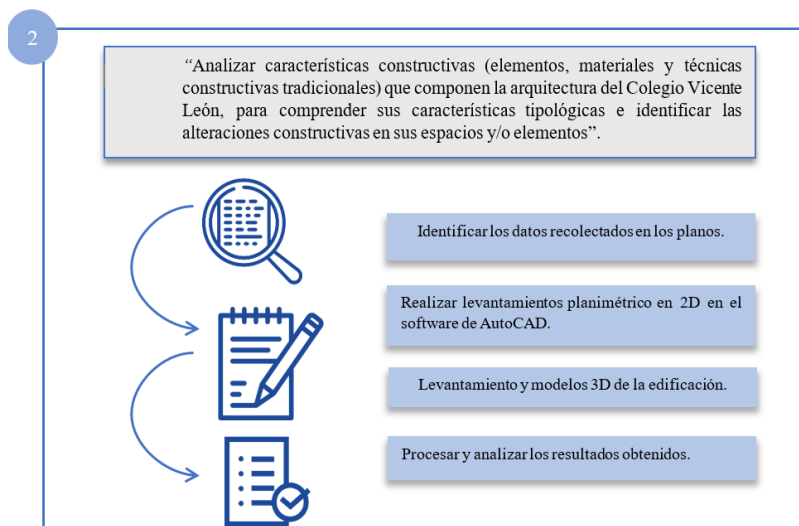 2
“Analizar características constructivas (elementos, materiales y técnicas
constructivas tradicionales) que componen la arquitectura del Colegio Vicente
León, para comprender sus características tipológicas e identificar las
alteraciones constructivas en sus espacios y/o elementos”.
Identificar los datos recolectados en los planos.
Realizar levantamientos planimétrico en 2D en el
software de AutoCAD.
Levantamiento y modelos 3D de la edificación.
Procesar y analizar los resultados obtenidos.